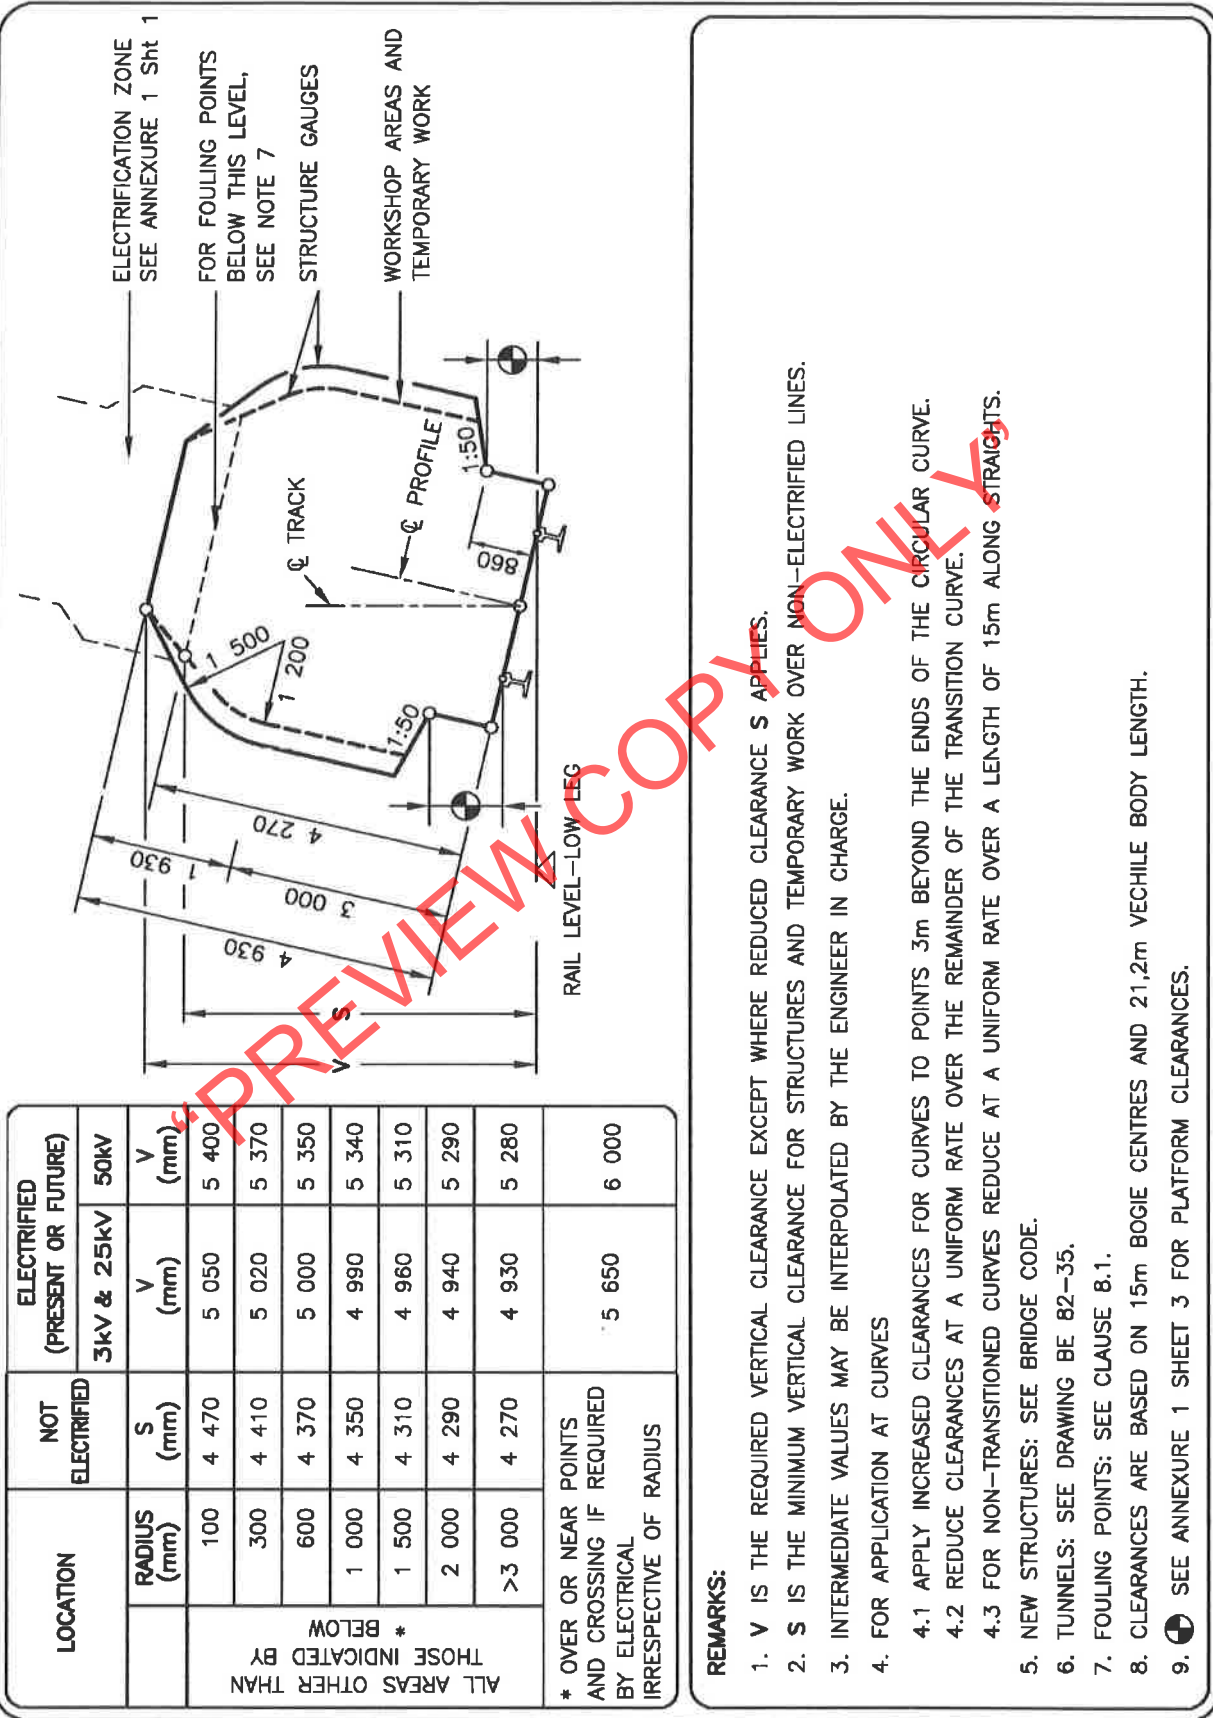 LOCATION
NOT
ELECTRIFIED
ELECTRIFIED
(PRESENT OR FUTURE)
3kV & 25kV
50kV
RADIUS
(mm)
S
(mm)
V
(mm)
V
(mm)
ALL AREAS OTHER THAN
THOSE INDICATED BY
* BELOW
100 4 470 5 050 5 400
300 4 410 5 020 5 370
600 4 370 5 000 5 350
1 000 4 350 4 990 5 340
1 500 4 310 4 960 5 310
2 000 4 290 4 940 5 290
>3 000 4 270 4 930 5 280
* OVER OR NEAR POINTS
AND CROSSING IF REQUIRED
BY ELECTRICAL
IRRESPECTIVE OF RADIUS
5 650 6 000
V
S
4 930
1 930
3 000
4 270
1 500
1 200
1:50
℄ TRACK
℄ PROFILE
860
1:50
RAIL LEVEL-LOW LEG
ELECTRIFICATION ZONE
SEE ANNEXURE 1 Sht 1
FOR FOULING POINTS
BELOW THIS LEVEL,
SEE NOTE 7
STRUCTURE GAUGES
WORKSHOP AREAS AND
TEMPORARY WORK
REMARKS:
1. V IS THE REQUIRED VERTICAL CLEARANCE EXCEPT WHERE REDUCED CLEARANCE S APPLIES.
2. S IS THE MINIMUM VERTICAL CLEARANCE FOR STRUCTURES AND TEMPORARY WORK OVER NON-ELECTRIFIED LINES.
3. INTERMEDIATE VALUES MAY BE INTERPOLATED BY THE ENGINEER IN CHARGE.
4. FOR APPLICATION AT CURVES
4.1 APPLY INCREASED CLEARANCES FOR CURVES TO POINTS 3m BEYOND THE ENDS OF THE CIRCULAR CURVE.
4.2 REDUCE CLEARANCES AT A UNIFORM RATE OVER THE REMAINDER OF THE TRANSITION CURVE.
4.3 FOR NON-TRANSITIONED CURVES REDUCE AT A UNIFORM RATE OVER A LENGTH OF 15m ALONG STRAIGHTS.
5. NEW STRUCTURES: SEE BRIDGE CODE.
6. TUNNELS: SEE DRAWING BE 82-35.
7. FOULING POINTS: SEE CLAUSE 8.1.
8. CLEARANCES ARE BASED ON 15m BOGIE CENTRES AND 21,2m VECHILE BODY LENGTH.
9. SEE ANNEXURE 1 SHEET 3 FOR PLATFORM CLEARANCES.
"PREVIEW COPY ONLY"